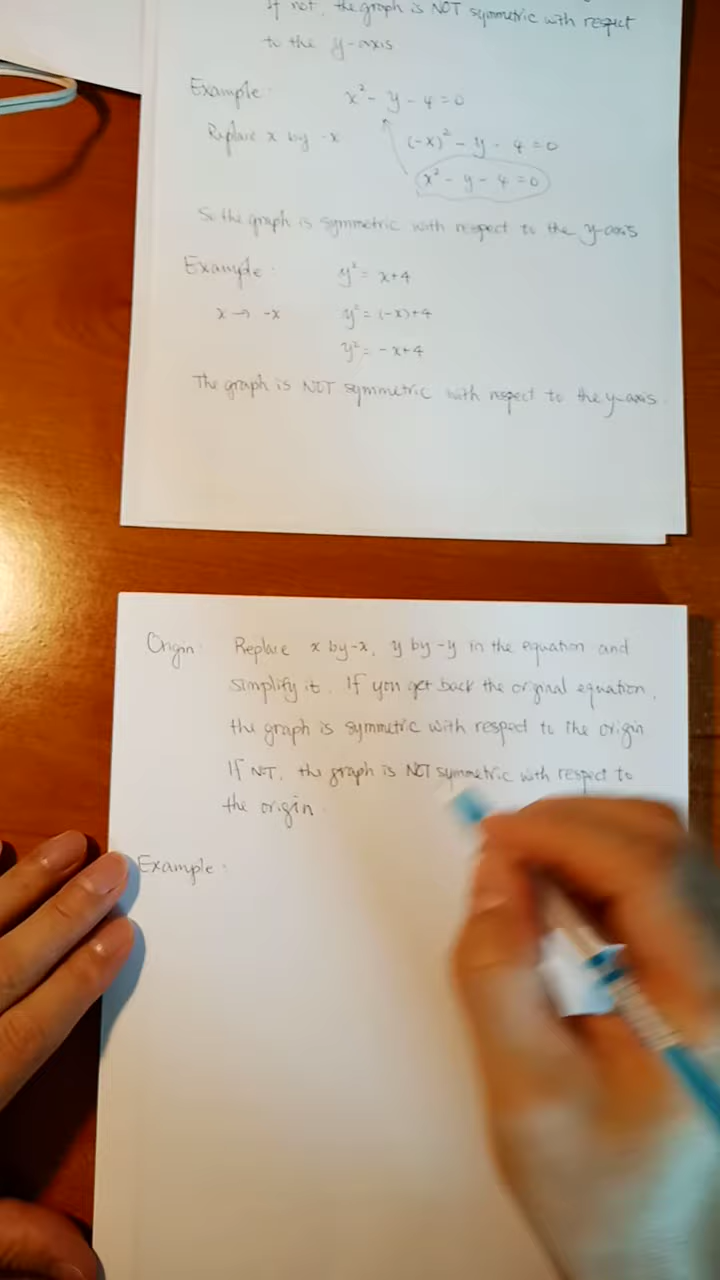 If not, the graph is NOT symmetric with respect
to the y-axis
Example: x² - y - 4 = 0
Replace x by -x (-x)² - y - 4 = 0
x² - y - 4 = 0
So the graph is symmetric with respect to the y-axis
Example: y² = x+4
x → -x y² = (-x)+4
y² = -x+4
The graph is NOT symmetric with respect to the y-axis.
Origin: Replace x by -x, y by -y in the equation and
simplify it. If you get back the original equation,
the graph is symmetric with respect to the origin
If NOT, the graph is NOT symmetric with respect to
the origin.
Example: